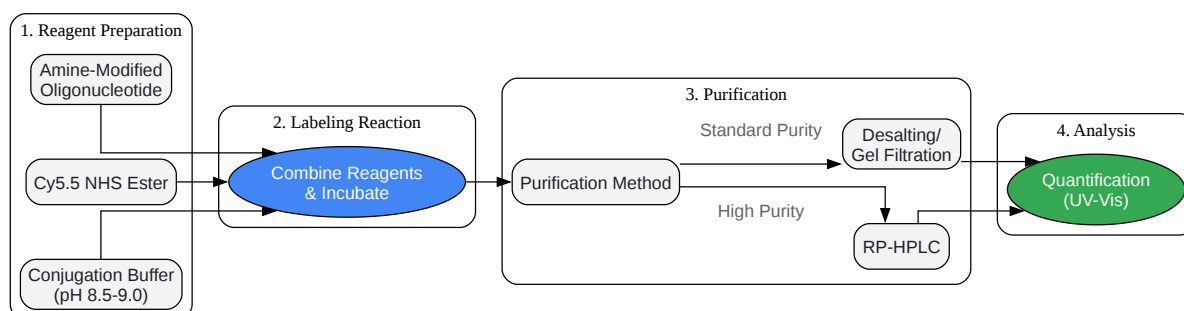 1. Reagent Preparation
Amine-Modified
Oligonucleotide
Cy5.5 NHS Ester
Conjugation Buffer
(pH 8.5-9.0)
2. Labeling Reaction
Combine Reagents
& Incubate
3. Purification
Purification Method
Standard Purity
High Purity
Desalting/
Gel Filtration
RP-HPLC
4. Analysis
Quantification
(UV-Vis)